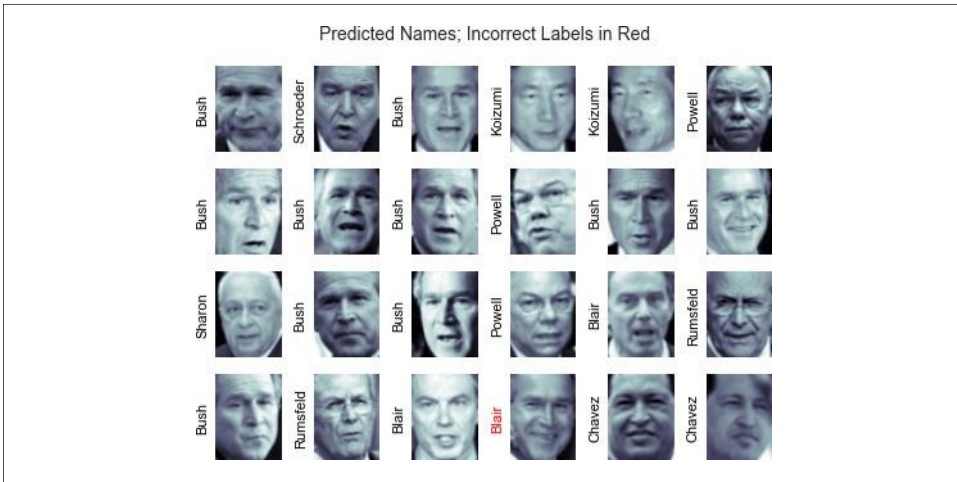 Predicted Names; Incorrect Labels in Red
Bush
Schroeder
Bush
Koizumi
Koizumi
Powell
Bush
Bush
Bush
Powell
Bush
Bush
Sharon
Bush
Bush
Powell
Blair
Rumsfeld
Bush
Rumsfeld
Blair
Blair
Chavez
Chavez